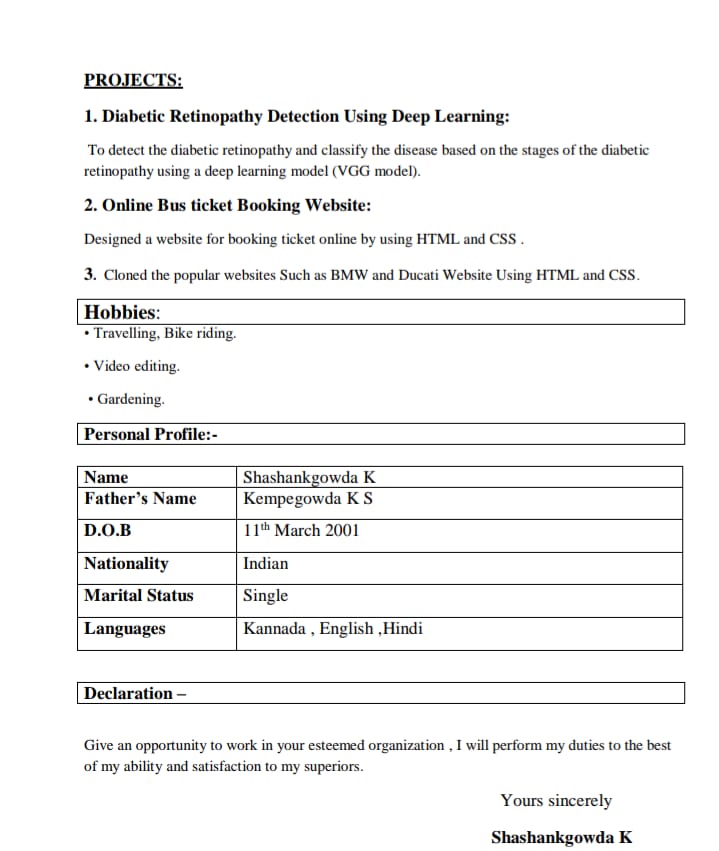 PROJECTS:
1. Diabetic Retinopathy Detection Using Deep Learning:
To detect the diabetic retinopathy and classify the disease based on the stages of the diabetic
retinopathy using a deep learning model (VGG model).
2. Online Bus ticket Booking Website:
Designed a website for booking ticket online by using HTML and CSS .
3. Cloned the popular websites Such as BMW and Ducati Website Using HTML and CSS.
Hobbies:
• Travelling, Bike riding.
• Video editing.
• Gardening.
Personal Profile:-
Name Shashankgowda K
Father’s Name Kempegowda K S
D.O.B 11th March 2001
Nationality Indian
Marital Status Single
Languages Kannada , English ,Hindi
Declaration –
Give an opportunity to work in your esteemed organization , I will perform my duties to the best
of my ability and satisfaction to my superiors.
Yours sincerely
Shashankgowda K